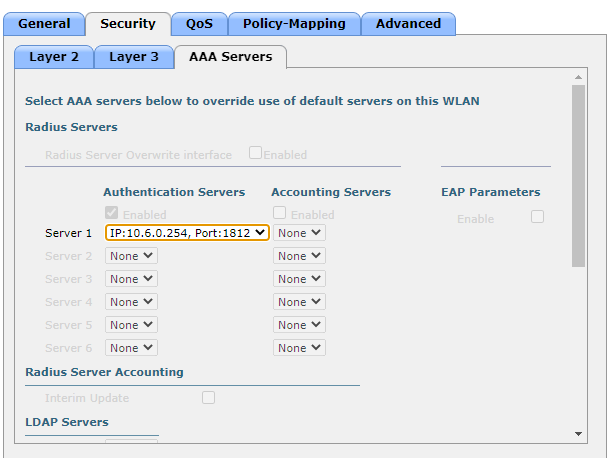 General Security QoS Policy-Mapping Advanced
Layer 2 Layer 3 AAA Servers
Select AAA servers below to override use of default servers on this WLAN
Radius Servers
Radius Server Overwrite interface Enabled
Authentication Servers Accounting Servers EAP Parameters
Enabled Enabled Enable
Server 1 IP:10.6.0.254, Port:1812 None
Server 2 None None
Server 3 None None
Server 4 None None
Server 5 None None
Server 6 None None
Radius Server Accounting
Interim Update
LDAP Servers